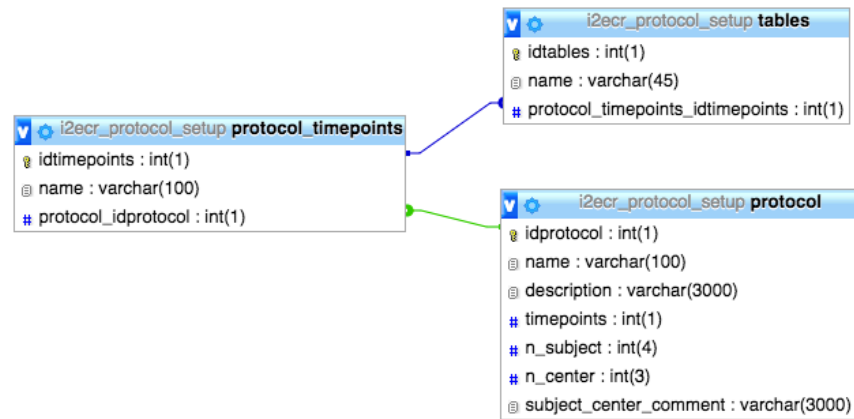 i2ecr_protocol_setup tables
idtables : int(1)
name : varchar(45)
protocol_timepoints_idtimepoints : int(1)
i2ecr_protocol_setup protocol_timepoints
idtimepoints : int(1)
name : varchar(100)
protocol_idprotocol : int(1)
i2ecr_protocol_setup protocol
idprotocol : int(1)
name : varchar(100)
description : varchar(3000)
timepoints : int(1)
n_subject : int(4)
n_center : int(3)
subject_center_comment : varchar(3000)